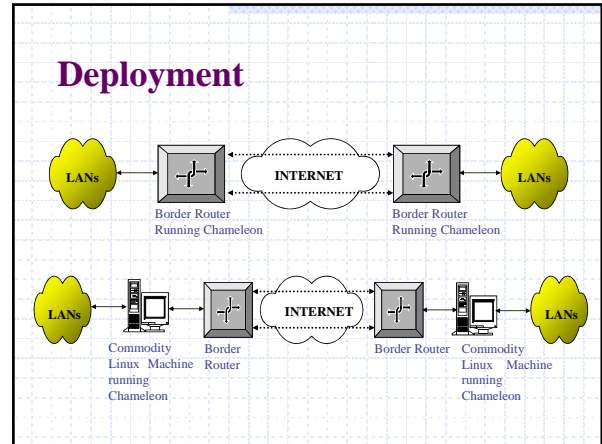 Deployment
LANs
INTERNET
LANs
Border Router
Running Chameleon
Border Router
Running Chameleon
LANs
INTERNET
LANs
Commodity
Linux Machine
running
Chameleon
Border
Router
Border Router
Commodity
Linux Machine
running
Chameleon